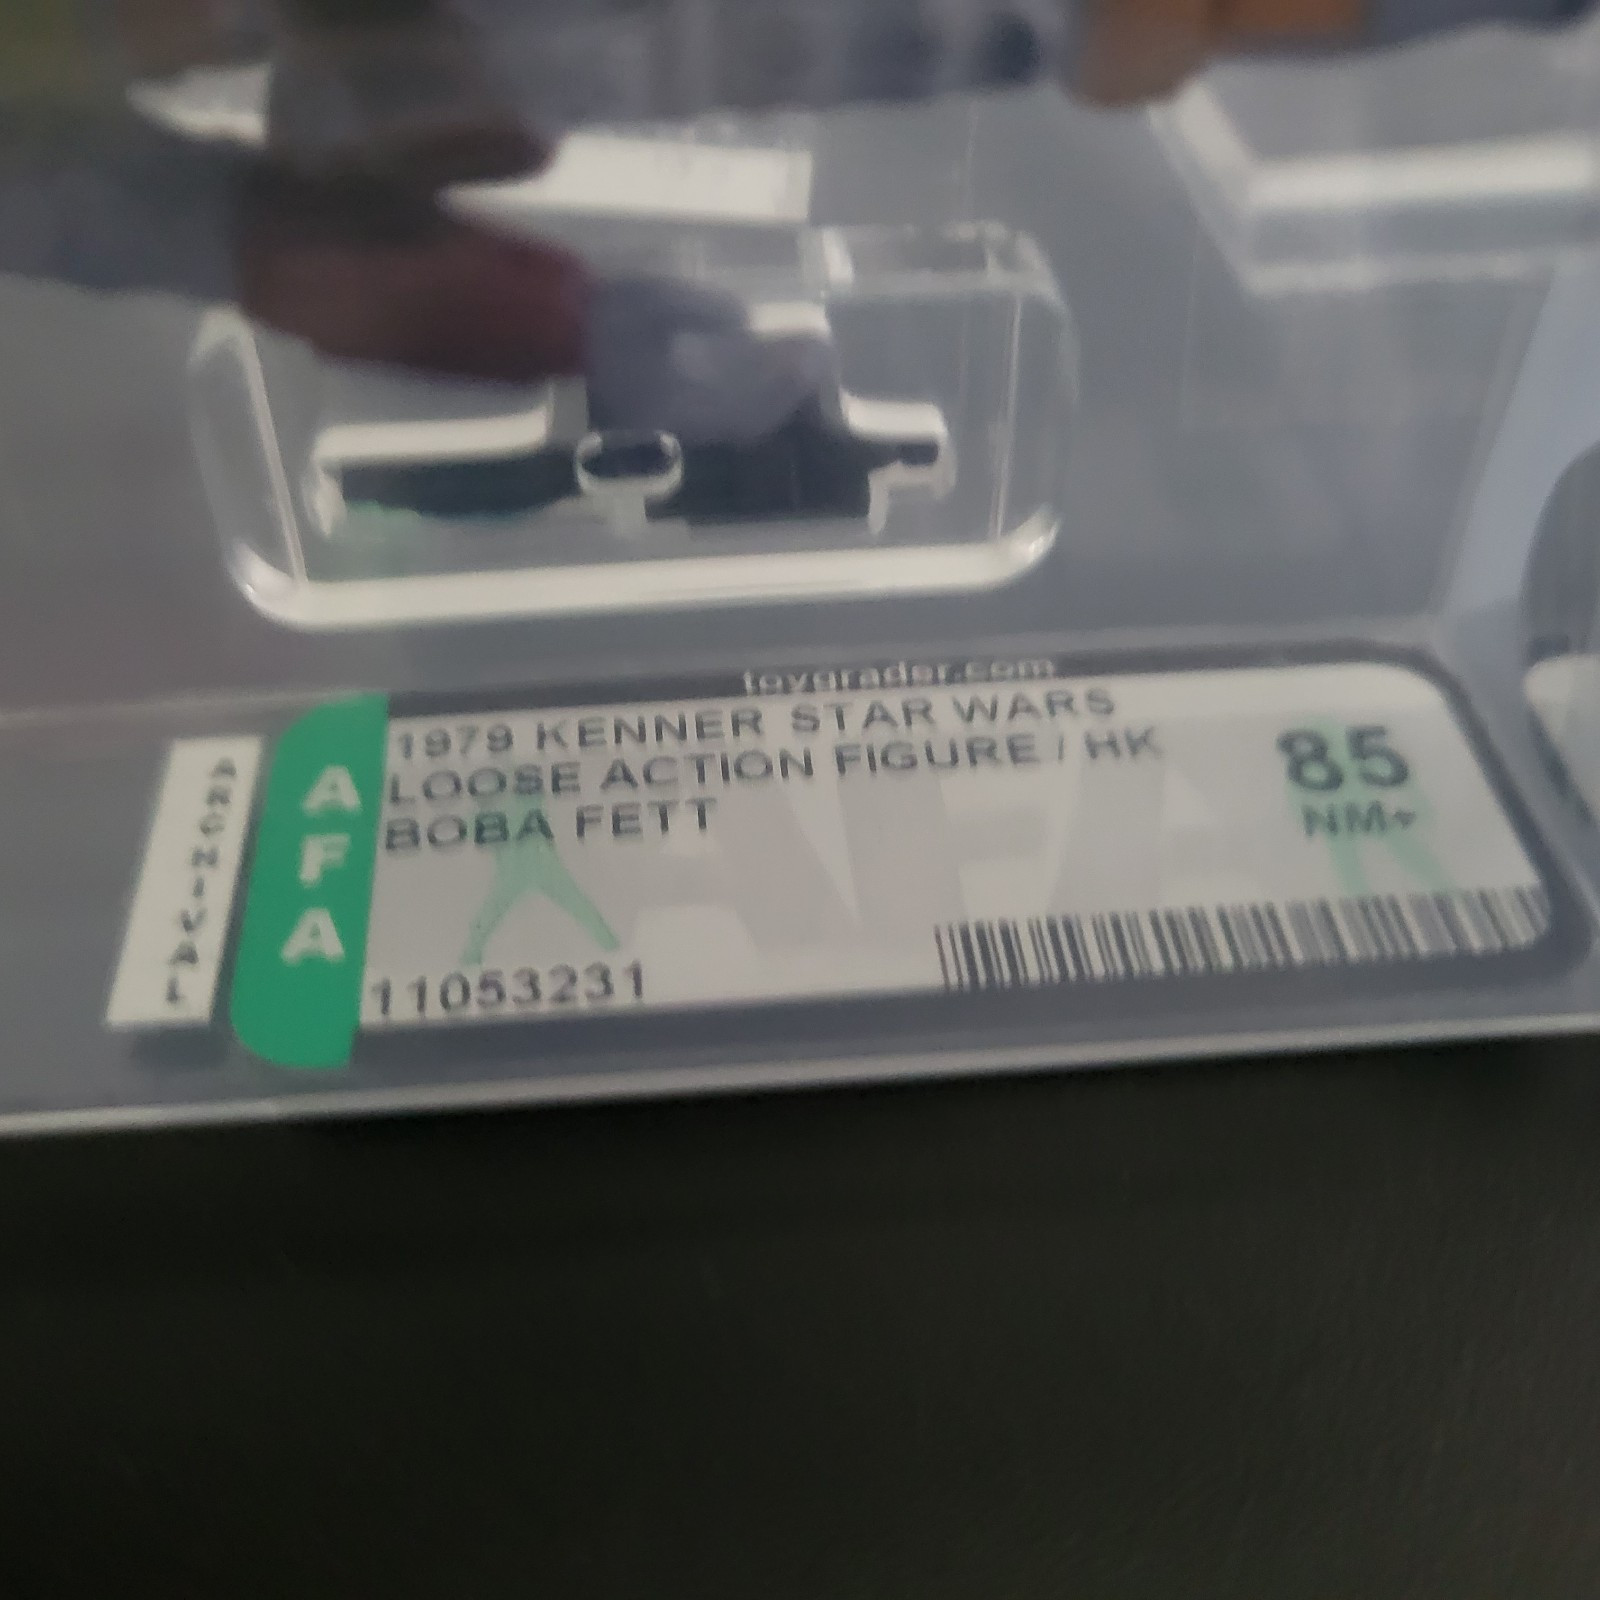 toygrader.com
ARCHIVAL
AFA
1979 KENNER STAR WARS
LOOSE ACTION FIGURE / HK
BOBA FETT
85
NM+
11053231